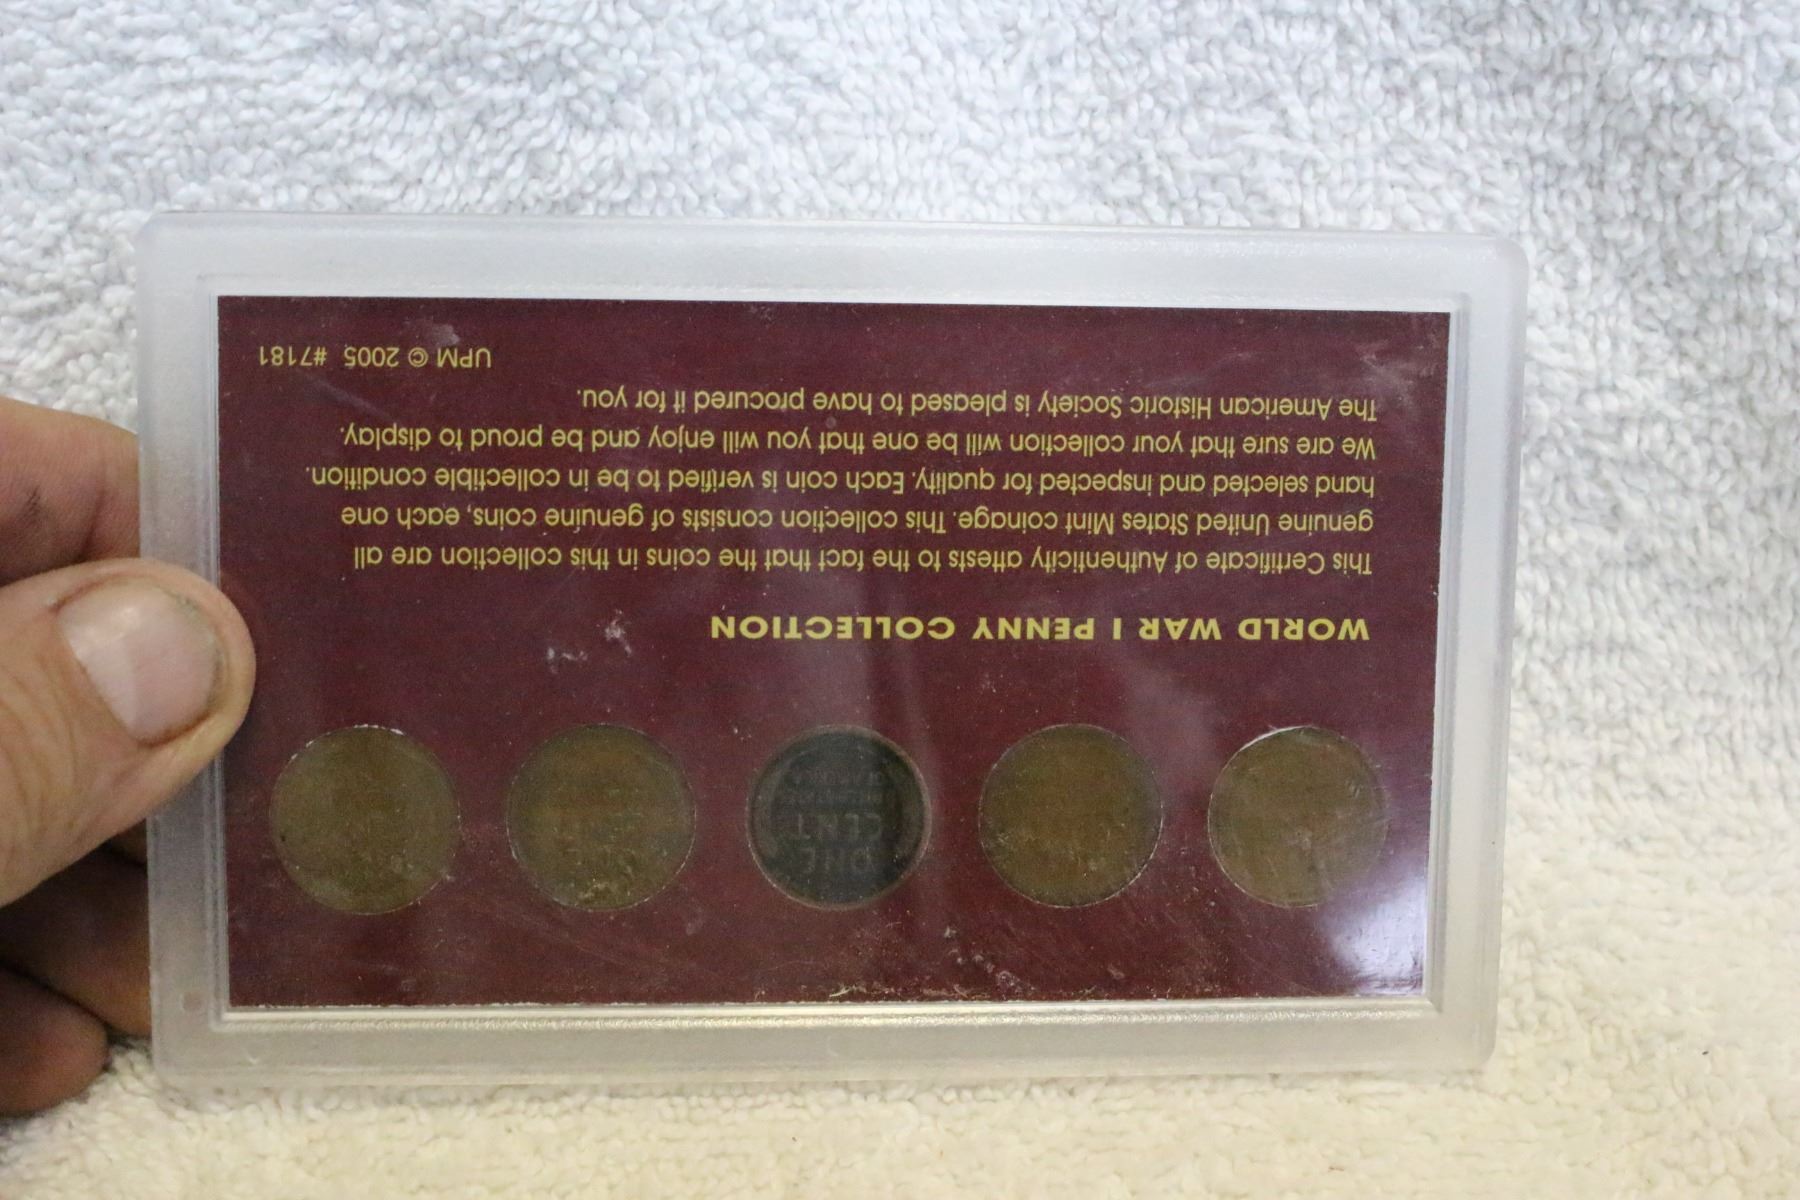 ONE
CENT
WORLD WAR I PENNY COLLECTION
This Certificate of Authenticity attests to the fact that the coins in this collection are all
genuine United States Mint coinage. This collection consists of genuine coins, each one
hand selected and inspected for quality. Each coin is verified to be in collectible condition.
We are sure that your collection will be one that you will enjoy and be proud to display.
The American Historic Society is pleased to have procured it for you.
UPM © 2005 #7181